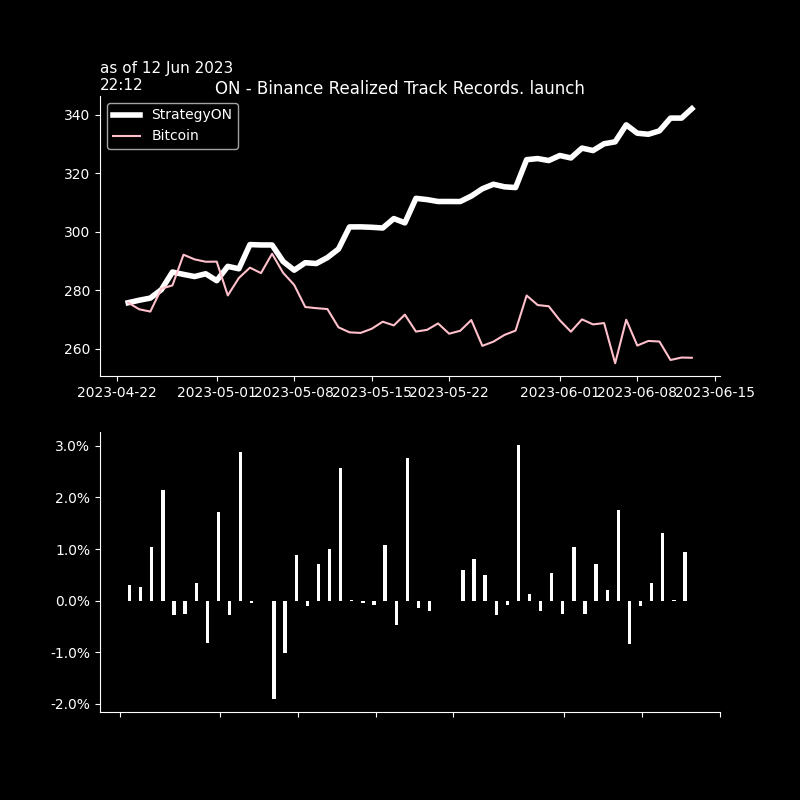 as of 12 Jun 2023
22:12
ON - Binance Realized Track Records. launch
StrategyON
Bitcoin
340
320
300
280
260
2023-04-22 2023-05-01 2023-05-08 2023-05-15 2023-05-22 2023-06-01 2023-06-08 2023-06-15
3.0%
2.0%
1.0%
0.0%
-1.0%
-2.0%